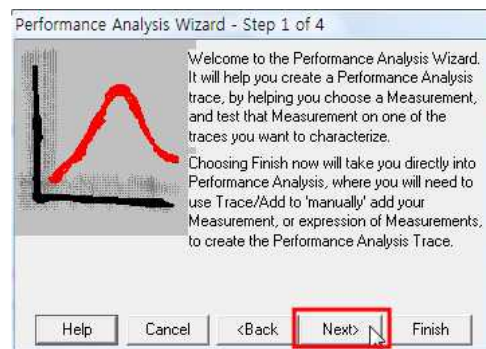 Performance Analysis Wizard - Step 1 of 4
Welcome to the Performance Analysis Wizard.
It will help you create a Performance Analysis
trace, by helping you choose a Measurement,
and test that Measurement on one of the
traces you want to characterize.
Choosing Finish now will take you directly into
Performance Analysis, where you will need to
use Trace/Add to 'manually' add your
Measurement, or expression of Measurements,
to create the Performance Analysis Trace.
Help Cancel <Back Next> Finish